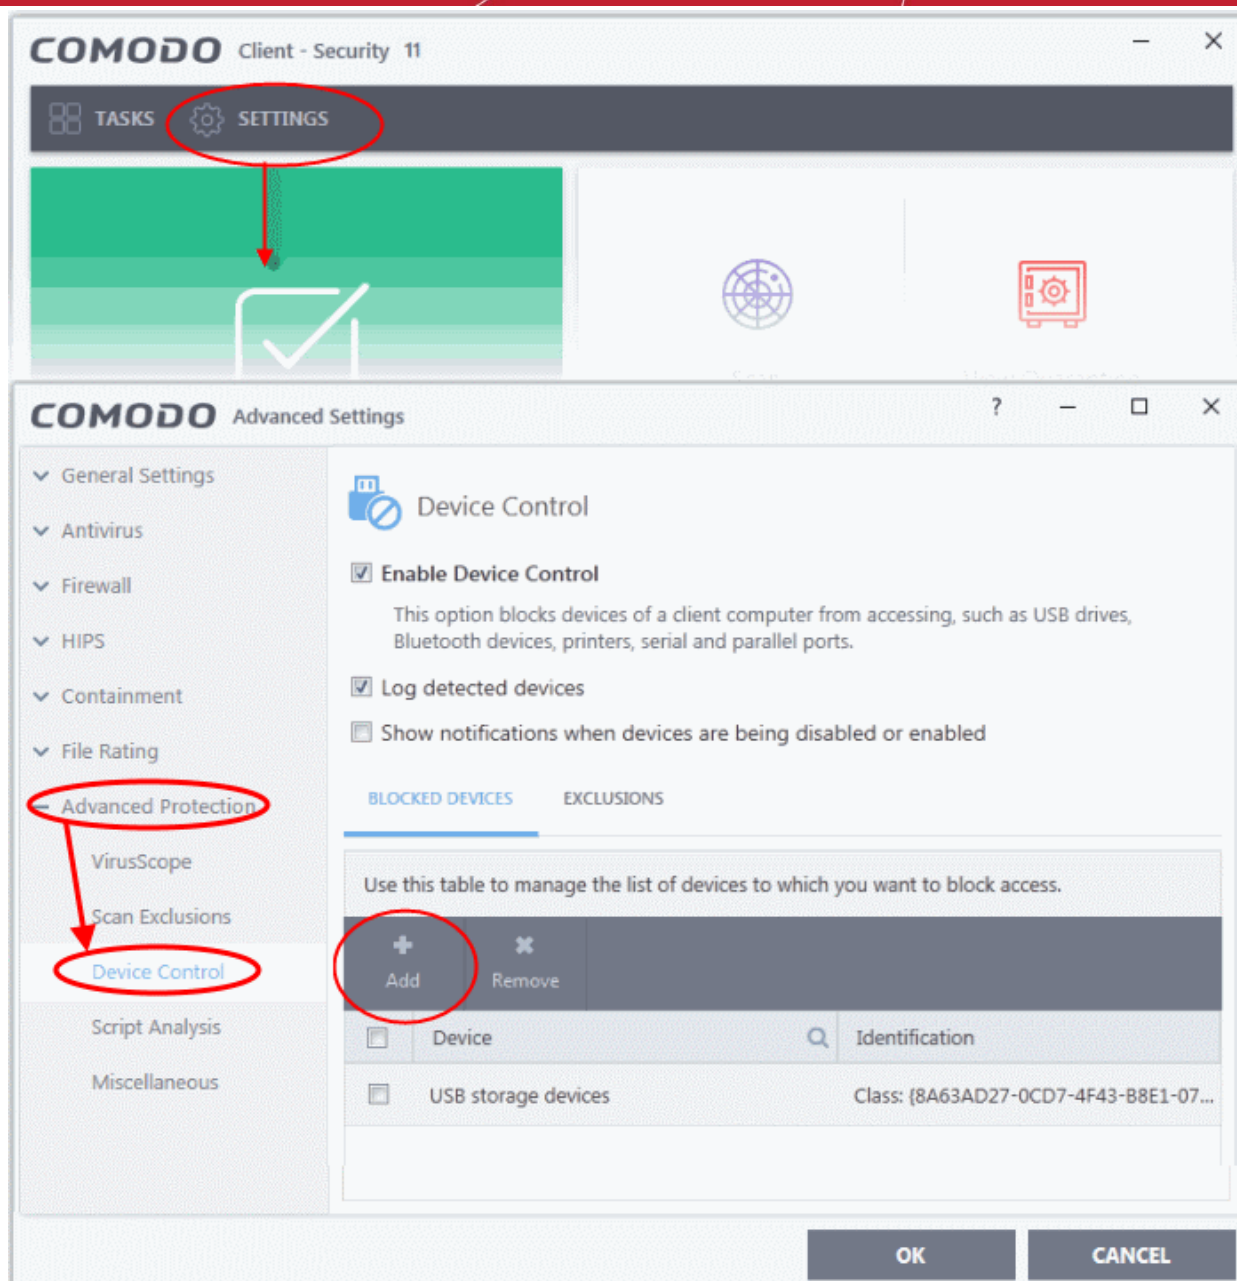 COMODO Client - Security 11
TASKS SETTINGS
COMODO Advanced Settings ?
General Settings
Antivirus
Firewall
HIPS
Containment
File Rating
Advanced Protection
VirusScope
Scan Exclusions
Device Control
Script Analysis
Miscellaneous
Device Control
Enable Device Control
This option blocks devices of a client computer from accessing, such as USB drives,
Bluetooth devices, printers, serial and parallel ports.
Log detected devices
Show notifications when devices are being disabled or enabled
BLOCKED DEVICES EXCLUSIONS
Use this table to manage the list of devices to which you want to block access.
Add Remove
Device Identification
USB storage devices Class: {8A63AD27-0CD7-4F43-B8E1-07...
OK CANCEL